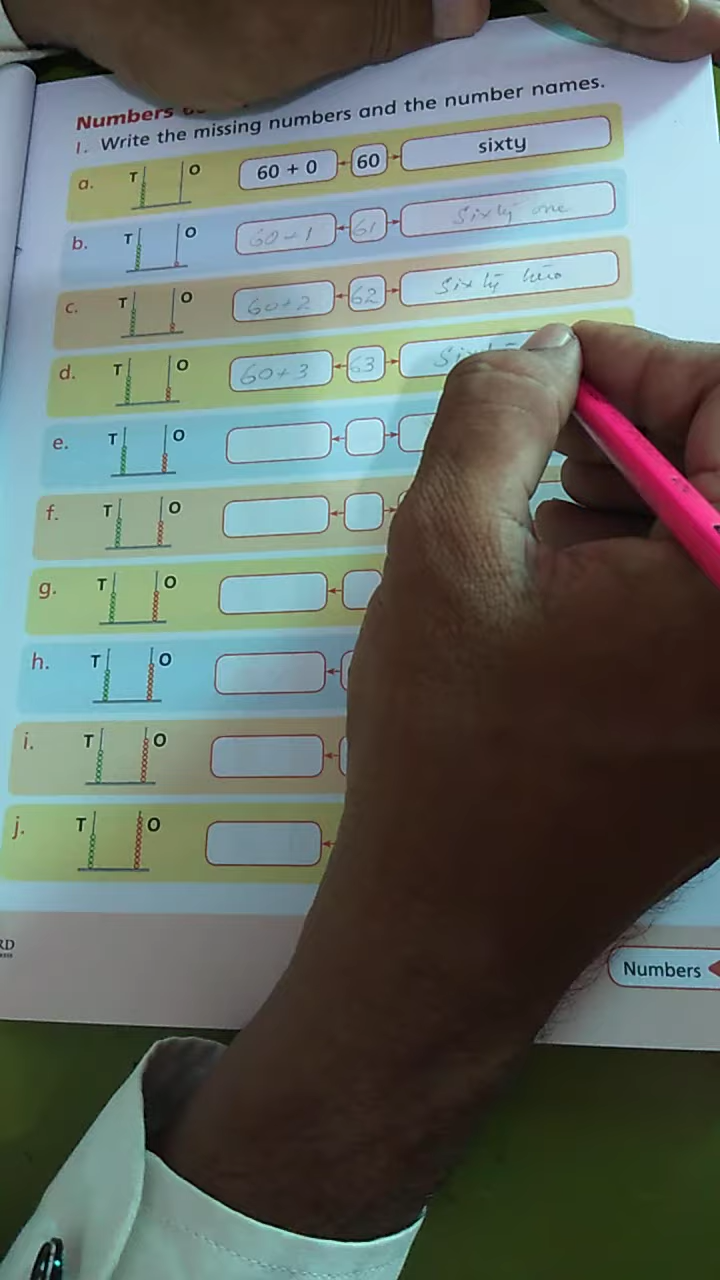 Numbers
1. Write the missing numbers and the number names.
a. T O 60 + 0 60 sixty
b. T O 60 + 1 61 Sixty one
c. T O 60 + 2 62 Sixty two
d. T O 60 + 3 63
e. T O
f. T O
g. T O
h. T O
i. T O
j. T O
RD
Numbers